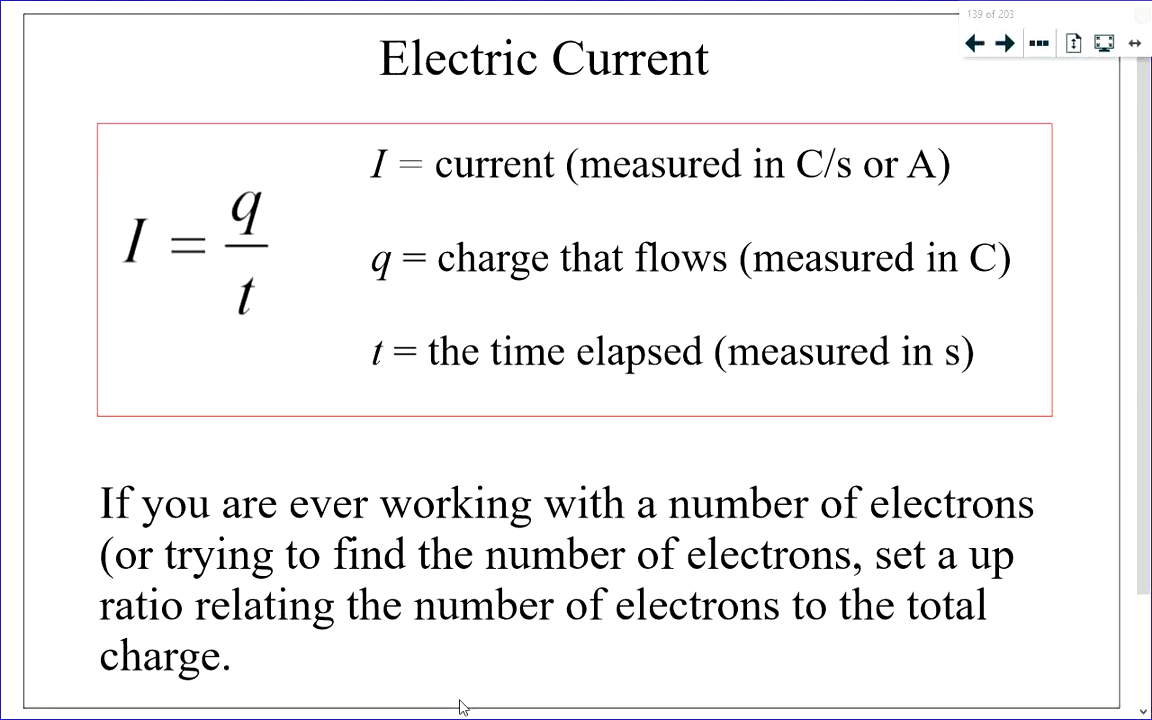 139 of 203
Electric Current
I = q/t
I = current (measured in C/s or A)
q = charge that flows (measured in C)
t = the time elapsed (measured in s)
If you are ever working with a number of electrons
(or trying to find the number of electrons, set a up
ratio relating the number of electrons to the total
charge.